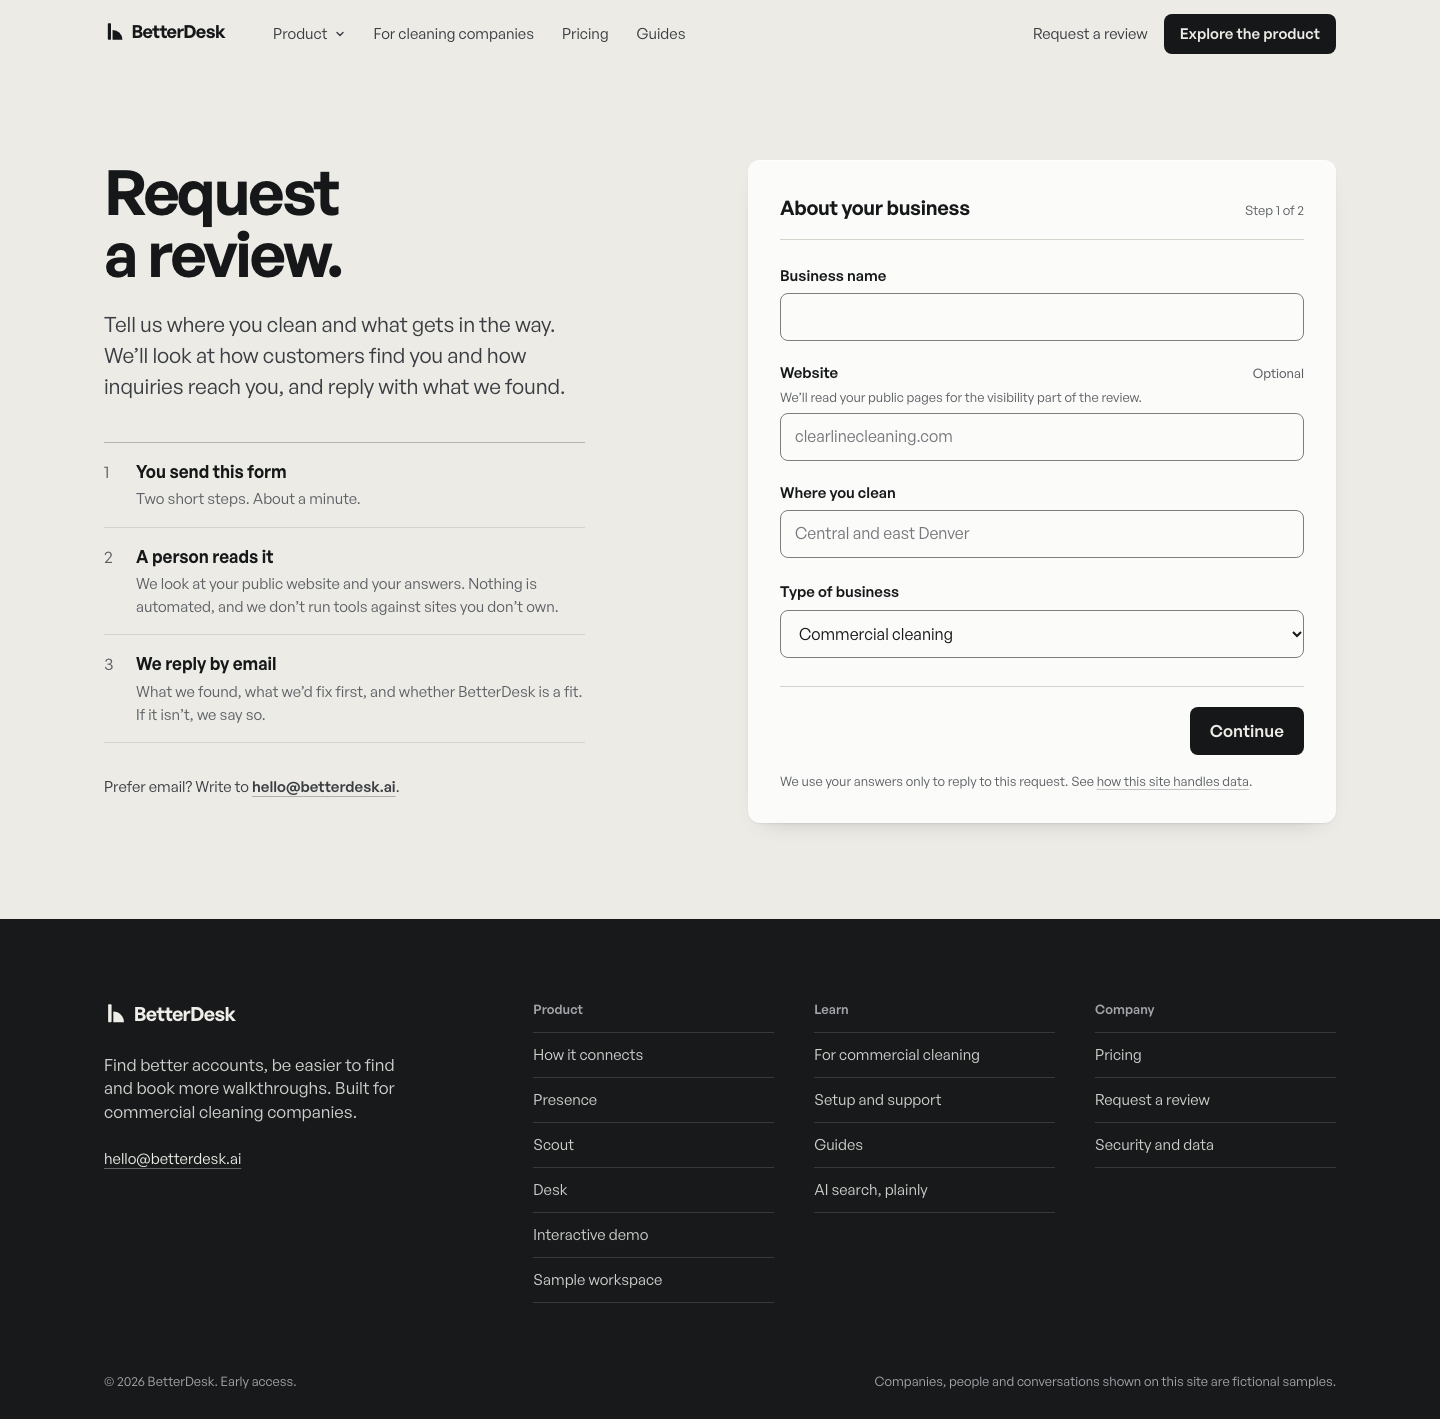 BetterDesk
Product
For cleaning companies
Pricing
Guides
Request a review
Explore the product
Request
a review.
Tell us where you clean and what gets in the way.
We’ll look at how customers find you and how
inquiries reach you, and reply with what we found.
1
You send this form
Two short steps. About a minute.
2
A person reads it
We look at your public website and your answers. Nothing is
automated, and we don’t run tools against sites you don’t own.
3
We reply by email
What we found, what we’d fix first, and whether BetterDesk is a fit.
If it isn’t, we say so.
Prefer email? Write to hello@betterdesk.ai.
About your business
Step 1 of 2
Business name
Website
Optional
We’ll read your public pages for the visibility part of the review.
clearlinecleaning.com
Where you clean
Central and east Denver
Type of business
Commercial cleaning
Continue
We use your answers only to reply to this request. See how this site handles data.
BetterDesk
Find better accounts, be easier to find
and book more walkthroughs. Built for
commercial cleaning companies.
hello@betterdesk.ai
Product
How it connects
Presence
Scout
Desk
Interactive demo
Sample workspace
Learn
For commercial cleaning
Setup and support
Guides
AI search, plainly
Company
Pricing
Request a review
Security and data
© 2026 BetterDesk. Early access.
Companies, people and conversations shown on this site are fictional samples.